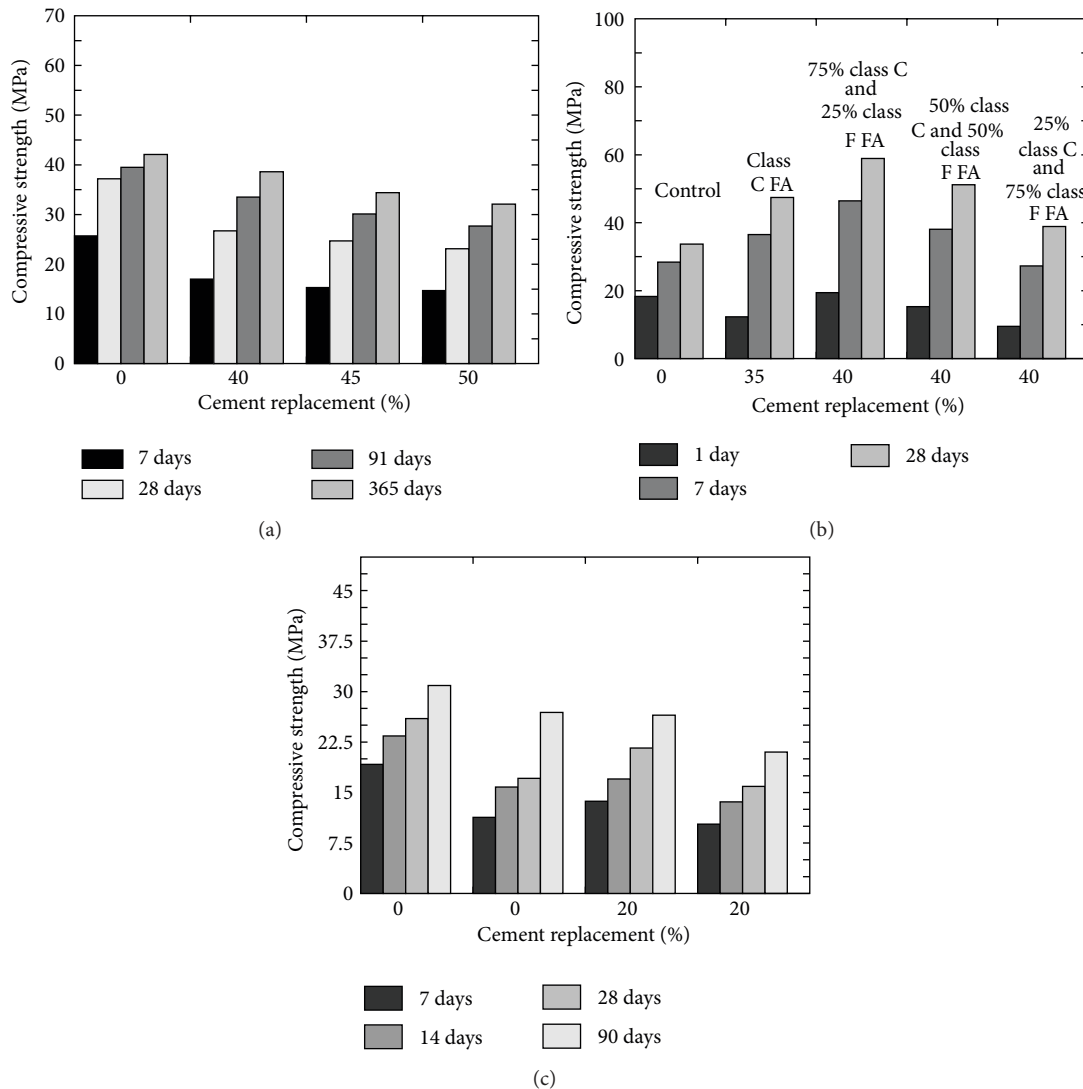 70
60
50
40
30
20
10
0
Compressive strength (MPa)
0 40 45 50
Cement replacement (%)
7 days
28 days
91 days
365 days
(a)
100
80
60
40
20
0
Compressive strength (MPa)
Control
Class
C FA
75% class C
and
25% class
F FA
50% class
C and 50%
class
F FA
25%
class C
and
75% class
F FA
0 35 40 40 40
Cement replacement (%)
1 day
7 days
28 days
(b)
45
37.5
30
22.5
15
7.5
0
Compressive strength (MPa)
0 0 20 20
Cement replacement (%)
7 days
14 days
28 days
90 days
(c)